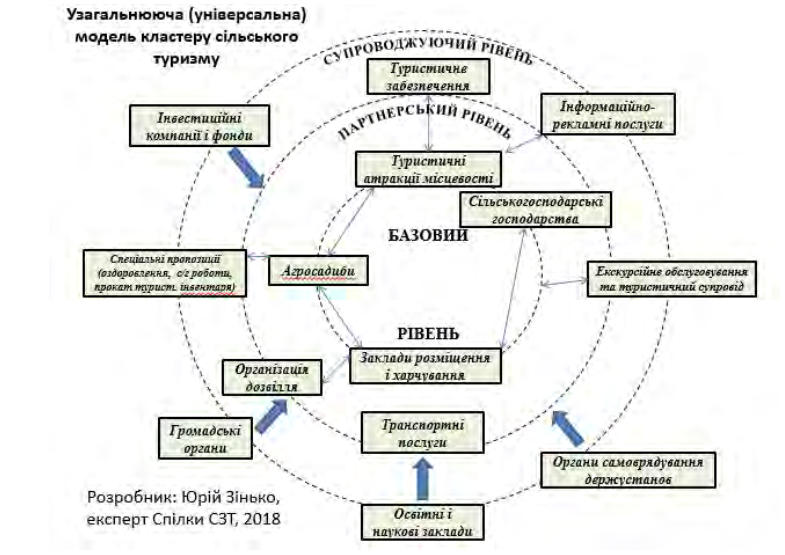 Узагальнююча (універсальна)
модель кластеру сільського
туризму
СУПРОВОДЖУЮЧИЙ РІВЕНЬ
Туристичне
забезпечення
Інвестиційні
компанії і фонди
ПАРТНЕРСЬКИЙ РІВЕНЬ
Інформаційно-
рекламні послуги
Туристичні
атракції місцевості
Сільськогосподарські
господарства
БАЗОВИЙ
Спеціальні пропозиції
(оздоровлення, с/г роботи,
прокат турист. інвентаря)
Агросадиби
Екскурсійне обслуговування
та туристичний супровід
РІВЕНЬ
Заклади розміщення
і харчування
Організація
дозвілля
Громадські
органи
Транспортні
послуги
Органи самоврядування
держустанов
Розробник: Юрій Зінько,
експерт Спілки СЗТ, 2018
Освітні і
наукові заклади